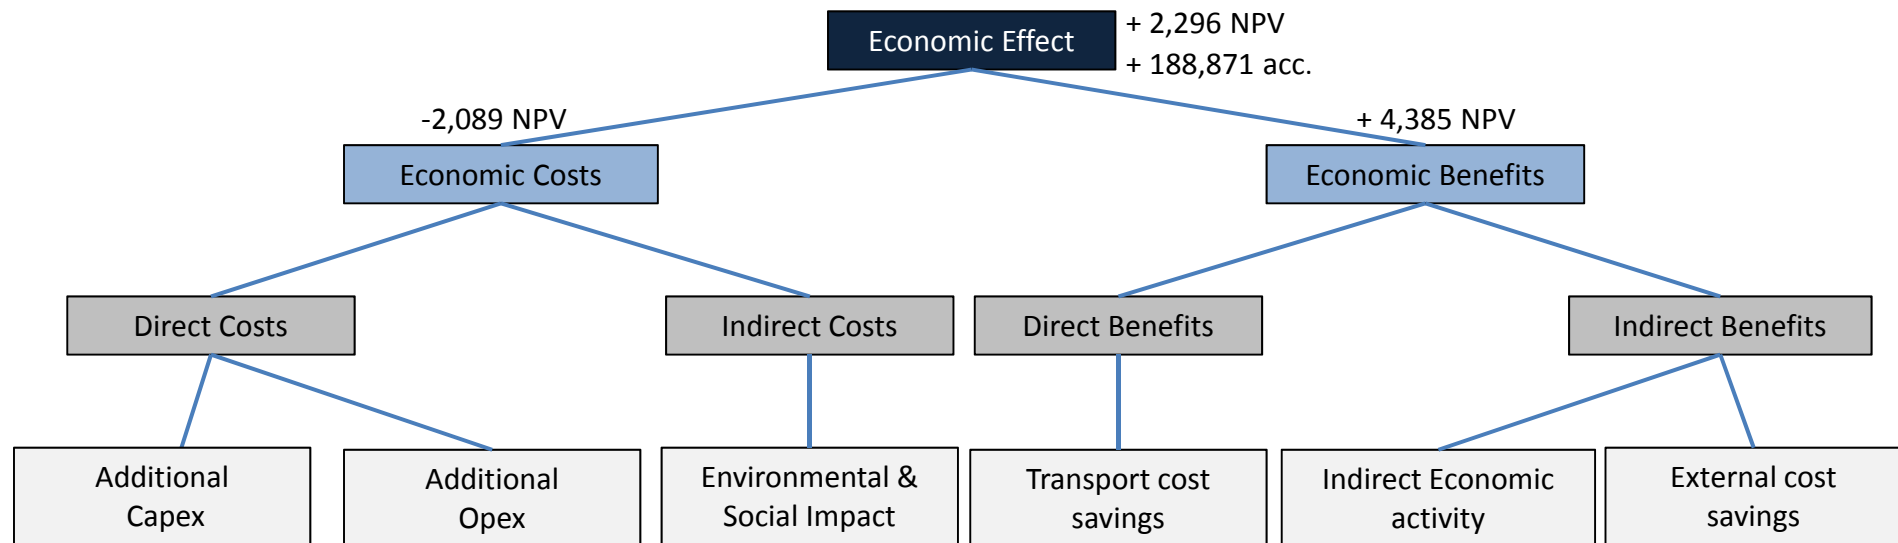 Economic Effect
+ 2,296 NPV
+ 188,871 acc.
-2,089 NPV
+ 4,385 NPV
Economic Costs
Economic Benefits
Direct Costs
Indirect Costs
Direct Benefits
Indirect Benefits
Additional
Capex
Additional
Opex
Environmental &
Social Impact
Transport cost
savings
Indirect Economic
activity
External cost
savings